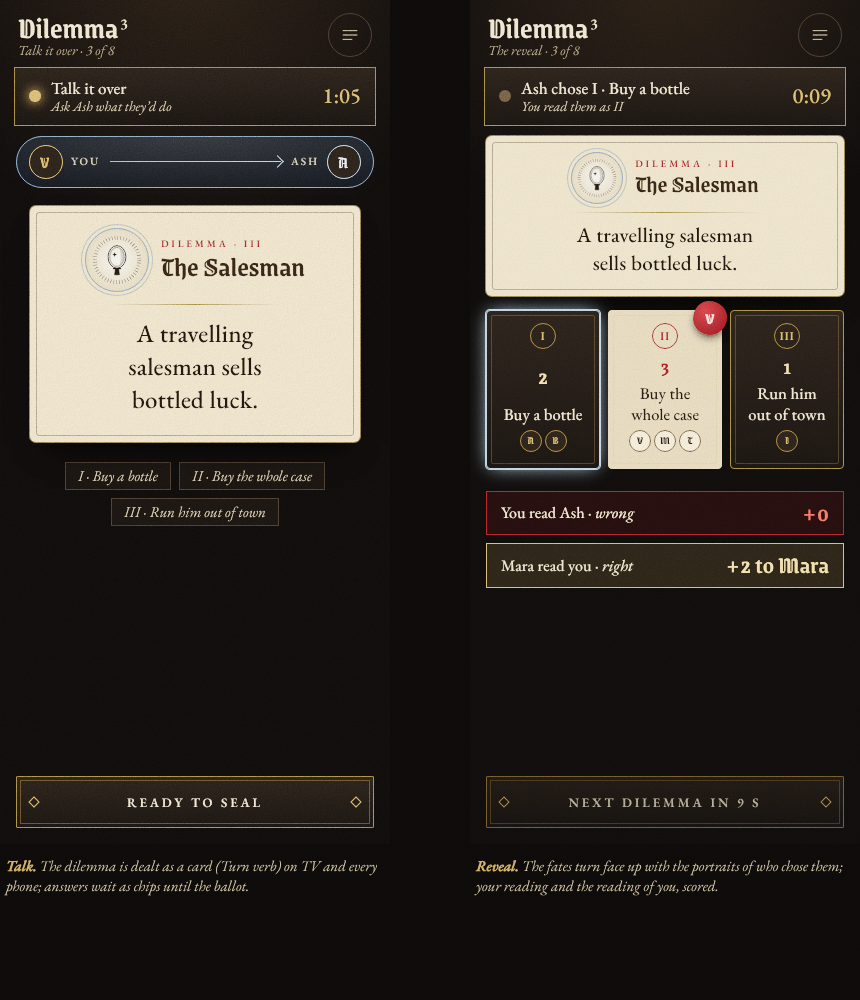 Dilemma³
Talk it over · 3 of 8
Talk it over
Ask Ash what they'd do
1:05
V YOU ASH A
DILEMMA · III
The Salesman
A travelling
salesman sells
bottled luck.
I · Buy a bottle
II · Buy the whole case
III · Run him out of town
READY TO SEAL
Talk. The dilemma is dealt as a card (Turn verb) on TV and every
phone; answers wait as chips until the ballot.
Dilemma³
The reveal · 3 of 8
Ash chose I · Buy a bottle
You read them as II
0:09
DILEMMA · III
The Salesman
A travelling salesman
sells bottled luck.
I
2
Buy a bottle
A B
V
II
3
Buy the
whole case
V M T
III
1
Run him
out of town
You read Ash · wrong
+0
Mara read you · right
+2 to Mara
NEXT DILEMMA IN 9 S
Reveal. The fates turn face up with the portraits of who chose them;
your reading and the reading of you, scored.